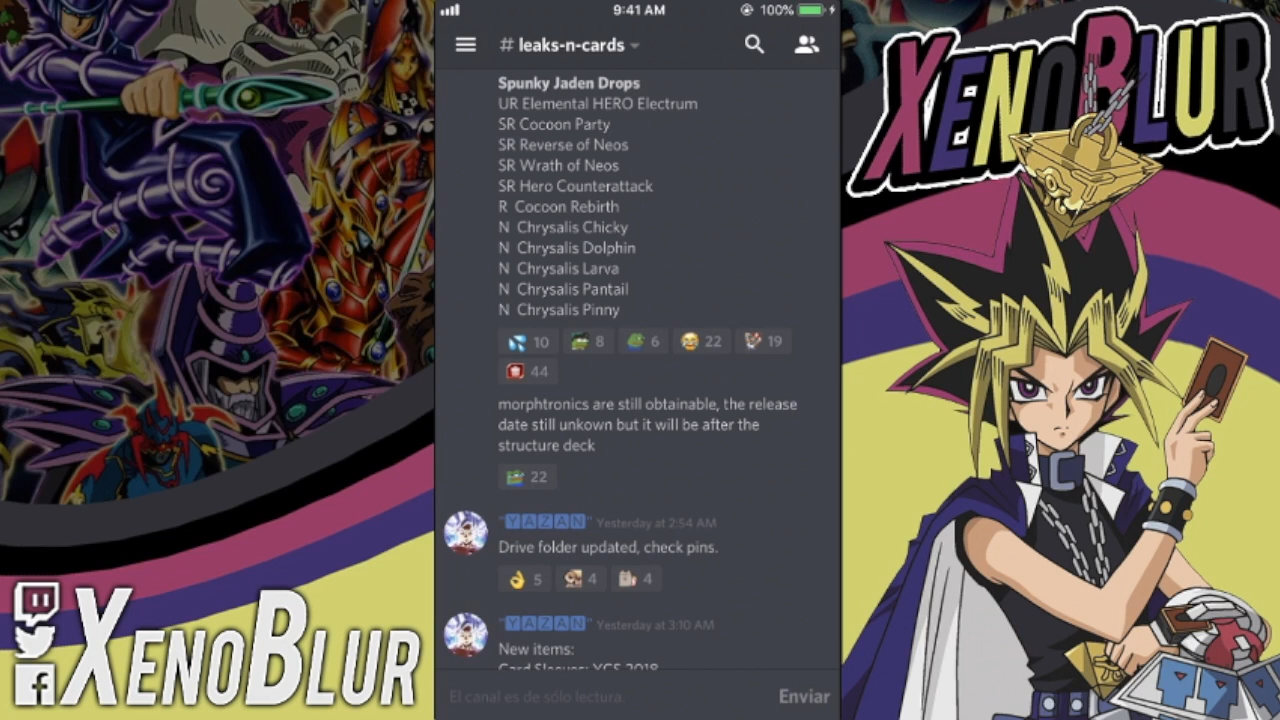 9:41 AM
100%
# leaks-n-cards
Spunky Jaden Drops
UR Elemental HERO Electrum
SR Cocoon Party
SR Reverse of Neos
SR Wrath of Neos
SR Hero Counterattack
R Cocoon Rebirth
N Chrysalis Chicky
N Chrysalis Dolphin
N Chrysalis Larva
N Chrysalis Pantail
N Chrysalis Pinny
10 8 6 22 19
44
morphtronics are still obtainable, the release
date still unkown but it will be after the
structure deck
22
"YAZAN" Yesterday at 2:54 AM
Drive folder updated, check pins.
5 4 4
"YAZAN" Yesterday at 3:10 AM
New items:
Card Sleeves: YCS 2018
El canal es de sólo lectura.
Enviar
XENOBLUR
XENOBLUR